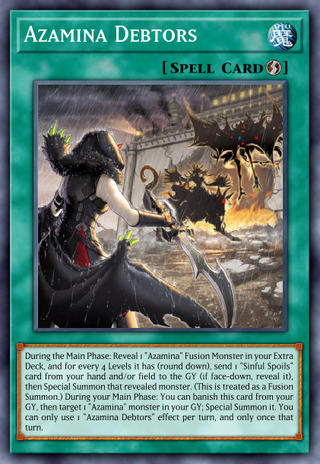 Azamina Debtors
[Spell Card]
During the Main Phase: Reveal 1 "Azamina" Fusion Monster in your Extra
Deck, and for every 4 Levels it has (round down), send 1 "Sinful Spoils"
card from your hand and/or field to the GY (if face-down, reveal it),
then Special Summon that revealed monster. (This is treated as a Fusion
Summon.) During your Main Phase: You can banish this card from your
GY, then target 1 "Azamina" monster in your GY; Special Summon it. You
can only use 1 "Azamina Debtors" effect per turn, and only once that
turn.